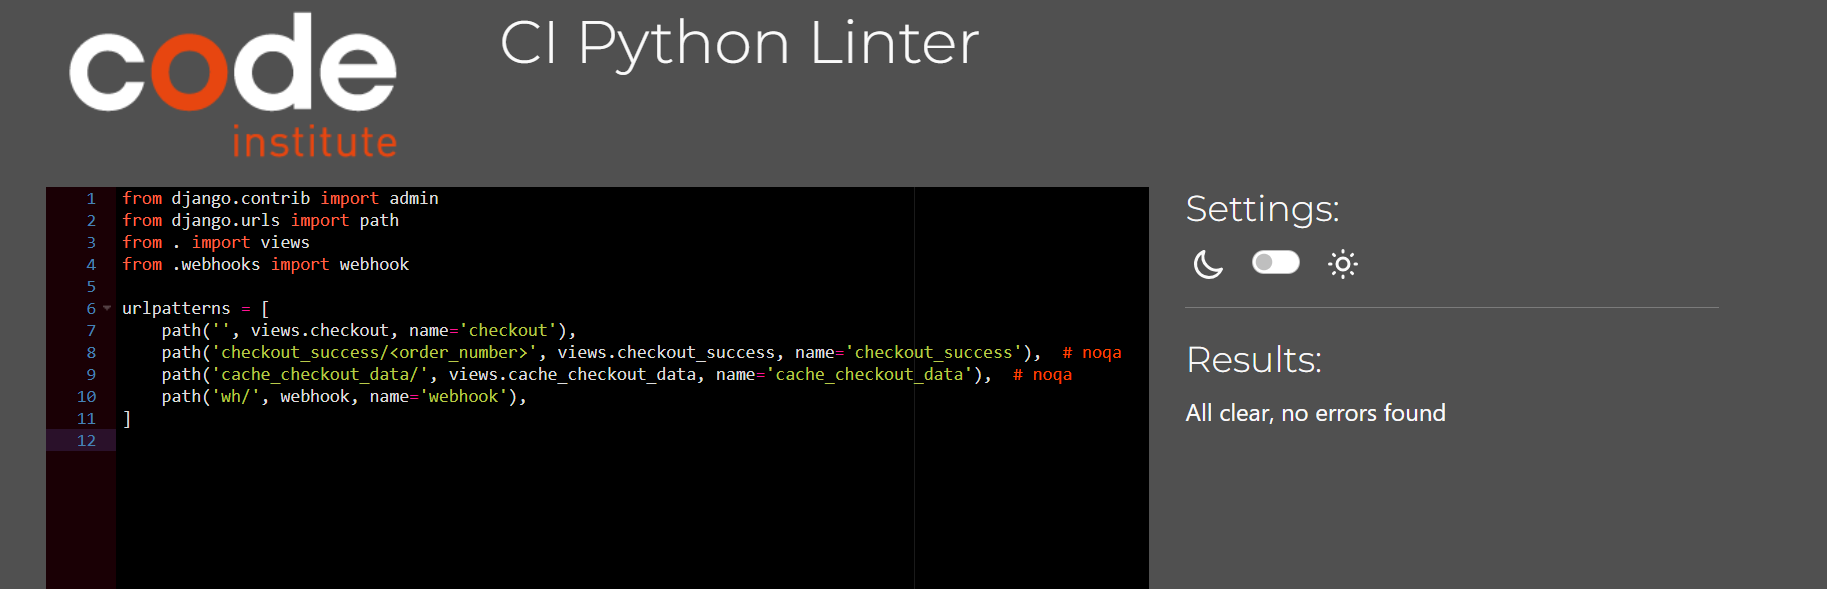 code
institute
CI Python Linter
1 from django.contrib import admin
2 from django.urls import path
3 from . import views
4 from .webhooks import webhook
5
6 urlpatterns = [
7     path('', views.checkout, name='checkout'),
8     path('checkout_success/<order_number>', views.checkout_success, name='checkout_success'),  # noqa
9     path('cache_checkout_data/', views.cache_checkout_data, name='cache_checkout_data'),  # noqa
10     path('wh/', webhook, name='webhook'),
11 ]
12
Settings:
Results:
All clear, no errors found